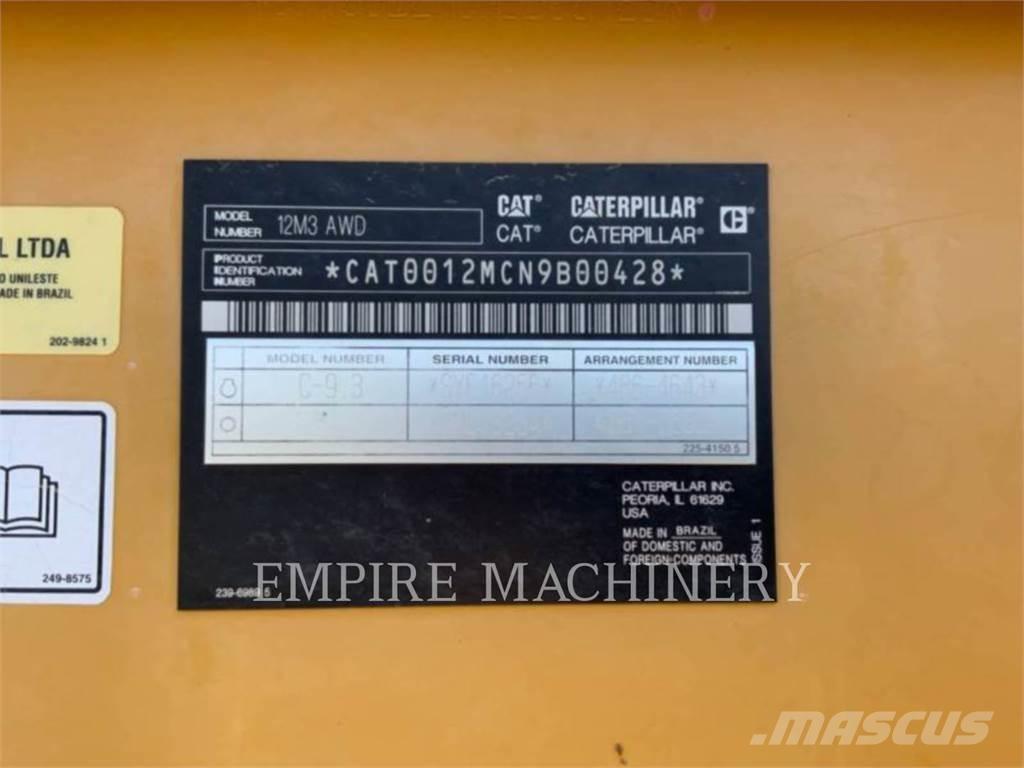 L LTDA
O UNILESTE
ADE IN BRAZIL
202-9824 1
249-8575
MODEL NUMBER 12M3 AWD
CAT® CATERPILLAR®
CAT® CATERPILLAR®
PRODUCT IDENTIFICATION NUMBER *CAT0012MCN9B00428*
MODEL NUMBER SERIAL NUMBER ARRANGEMENT NUMBER
C-9.3
225-4150 5
CATERPILLAR INC.
PEORIA, IL 61629
USA
MADE IN BRAZIL
OF DOMESTIC AND
FOREIGN COMPONENTS
ISSUE 1
239-6989 5
EMPIRE MACHINERY
MASCUS